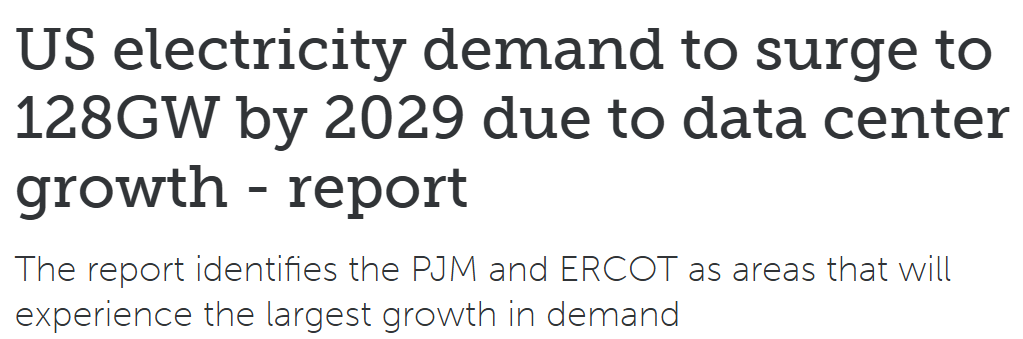 US electricity demand to surge to
128GW by 2029 due to data center
growth - report
The report identifies the PJM and ERCOT as areas that will
experience the largest growth in demand